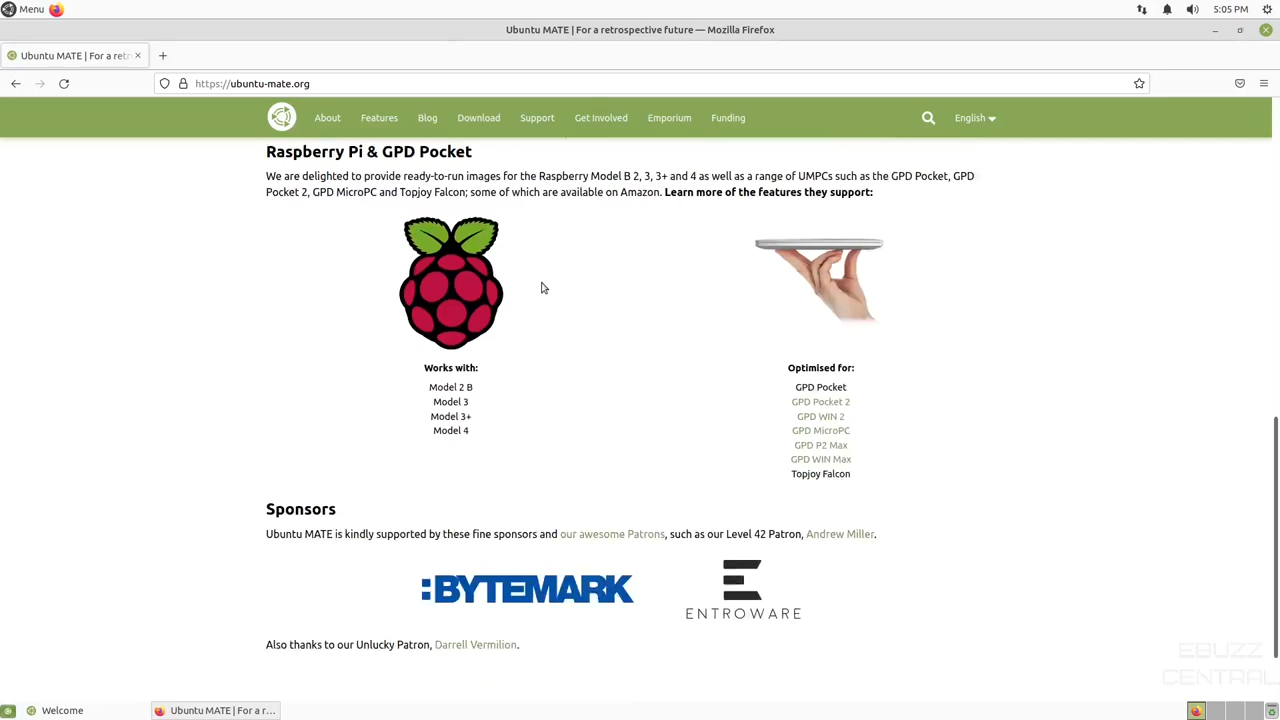 Menu
5:05 PM
Ubuntu MATE | For a retrospective future — Mozilla Firefox
Ubuntu MATE | For a retr
https://ubuntu-mate.org
About Features Blog Download Support Get Involved Emporium Funding English
Raspberry Pi & GPD Pocket
We are delighted to provide ready-to-run images for the Raspberry Model B 2, 3, 3+ and 4 as well as a range of UMPCs such as the GPD Pocket, GPD
Pocket 2, GPD MicroPC and Topjoy Falcon; some of which are available on Amazon. Learn more of the features they support:
Works with:
Model 2 B
Model 3
Model 3+
Model 4
Optimised for:
GPD Pocket
GPD Pocket 2
GPD WIN 2
GPD MicroPC
GPD P2 Max
GPD WIN Max
Topjoy Falcon
Sponsors
Ubuntu MATE is kindly supported by these fine sponsors and our awesome Patrons, such as our Level 42 Patron, Andrew Miller.
:BYTEMARK
ENTROWARE
Also thanks to our Unlucky Patron, Darrell Vermilion.
EBUZZ
CENTRAL
Welcome
Ubuntu MATE | For a r...